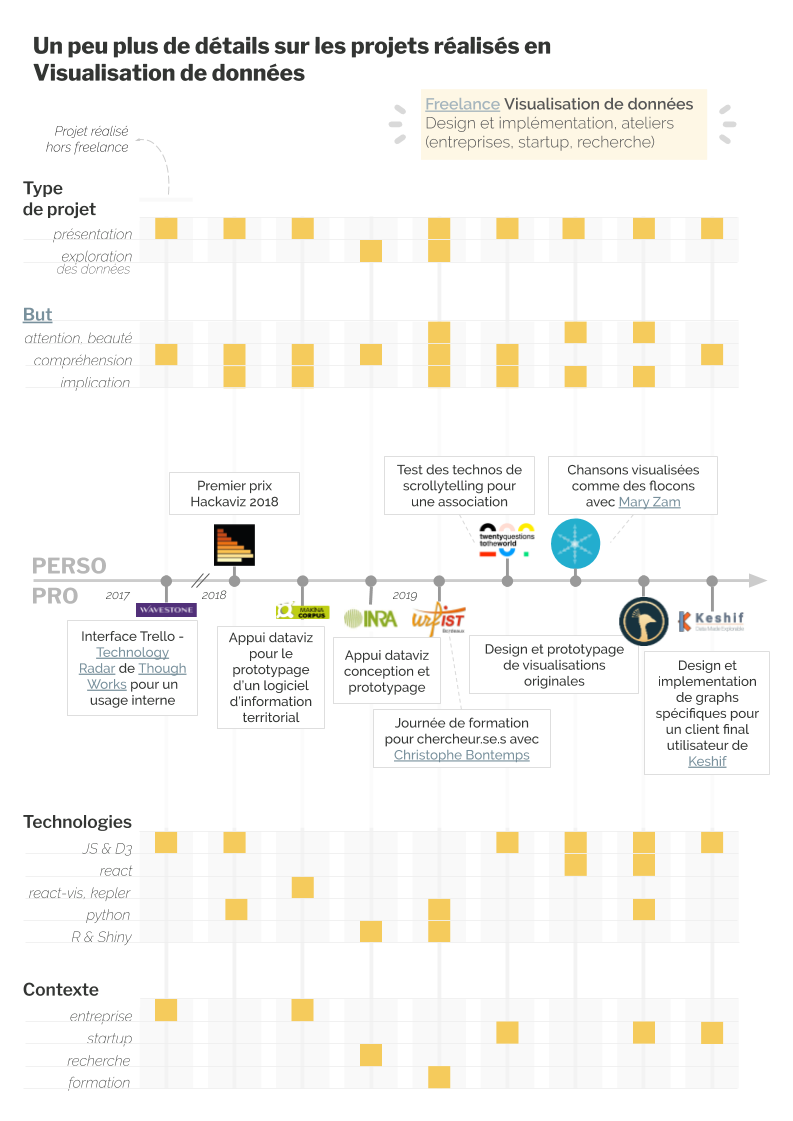 Un peu plus de détails sur les projets réalisés en
Visualisation de données
Freelance Visualisation de données
Design et implémentation, ateliers
(entreprises, startup, recherche)
Projet réalisé
hors freelance
Type
de projet
présentation
exploration
des données
But
attention, beauté
compréhension
implication
Premier prix
Hackaviz 2018
Test des technos de
scrollytelling pour
une association
Chansons visualisées
comme des flocons
avec Mary Zam
twentyquestions
totheworld
PERSO
PRO
2017
2018
2019
WAVESTONE
MAKINA
CORPUS
INRA
urfIST
Bordeaux
Keshif
Data Made Explorable
Interface Trello -
Technology
Radar de Though
Works pour un
usage interne
Appui dataviz
pour le
prototypage
d'un logiciel
d'information
territorial
Appui dataviz
conception et
prototypage
Journée de formation
pour chercheur.se.s avec
Christophe Bontemps
Design et prototypage
de visualisations
originales
Design et
implementation
de graphs
spécifiques pour
un client final
utilisateur de
Keshif
Technologies
JS & D3
react
react-vis, kepler
python
R & Shiny
Contexte
entreprise
startup
recherche
formation